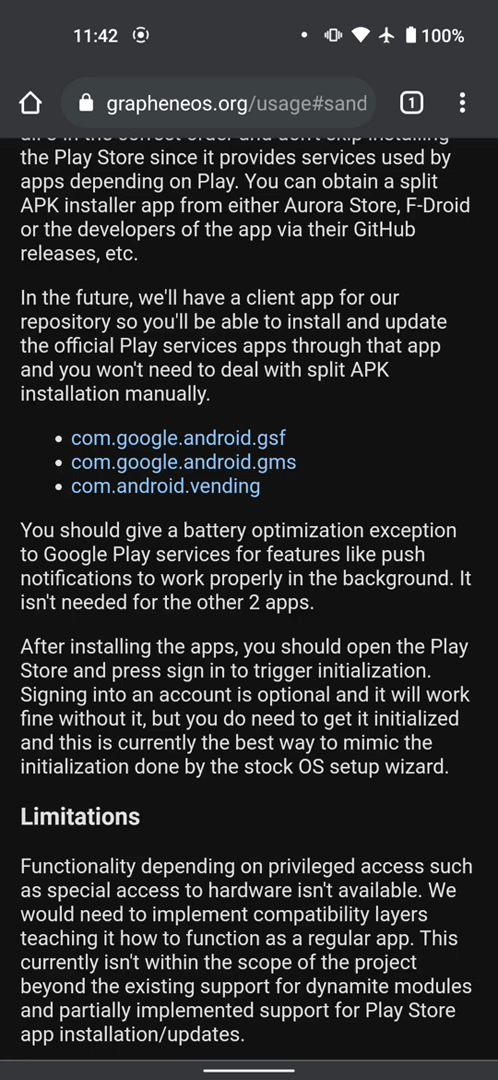 11:42
100%
grapheneos.org/usage#sand
1
the Play Store since it provides services used by
apps depending on Play. You can obtain a split
APK installer app from either Aurora Store, F-Droid
or the developers of the app via their GitHub
releases, etc.
In the future, we'll have a client app for our
repository so you'll be able to install and update
the official Play services apps through that app
and you won't need to deal with split APK
installation manually.
• com.google.android.gsf
• com.google.android.gms
• com.android.vending
You should give a battery optimization exception
to Google Play services for features like push
notifications to work properly in the background. It
isn't needed for the other 2 apps.
After installing the apps, you should open the Play
Store and press sign in to trigger initialization.
Signing into an account is optional and it will work
fine without it, but you do need to get it initialized
and this is currently the best way to mimic the
initialization done by the stock OS setup wizard.
Limitations
Functionality depending on privileged access such
as special access to hardware isn't available. We
would need to implement compatibility layers
teaching it how to function as a regular app. This
currently isn't within the scope of the project
beyond the existing support for dynamite modules
and partially implemented support for Play Store
app installation/updates.